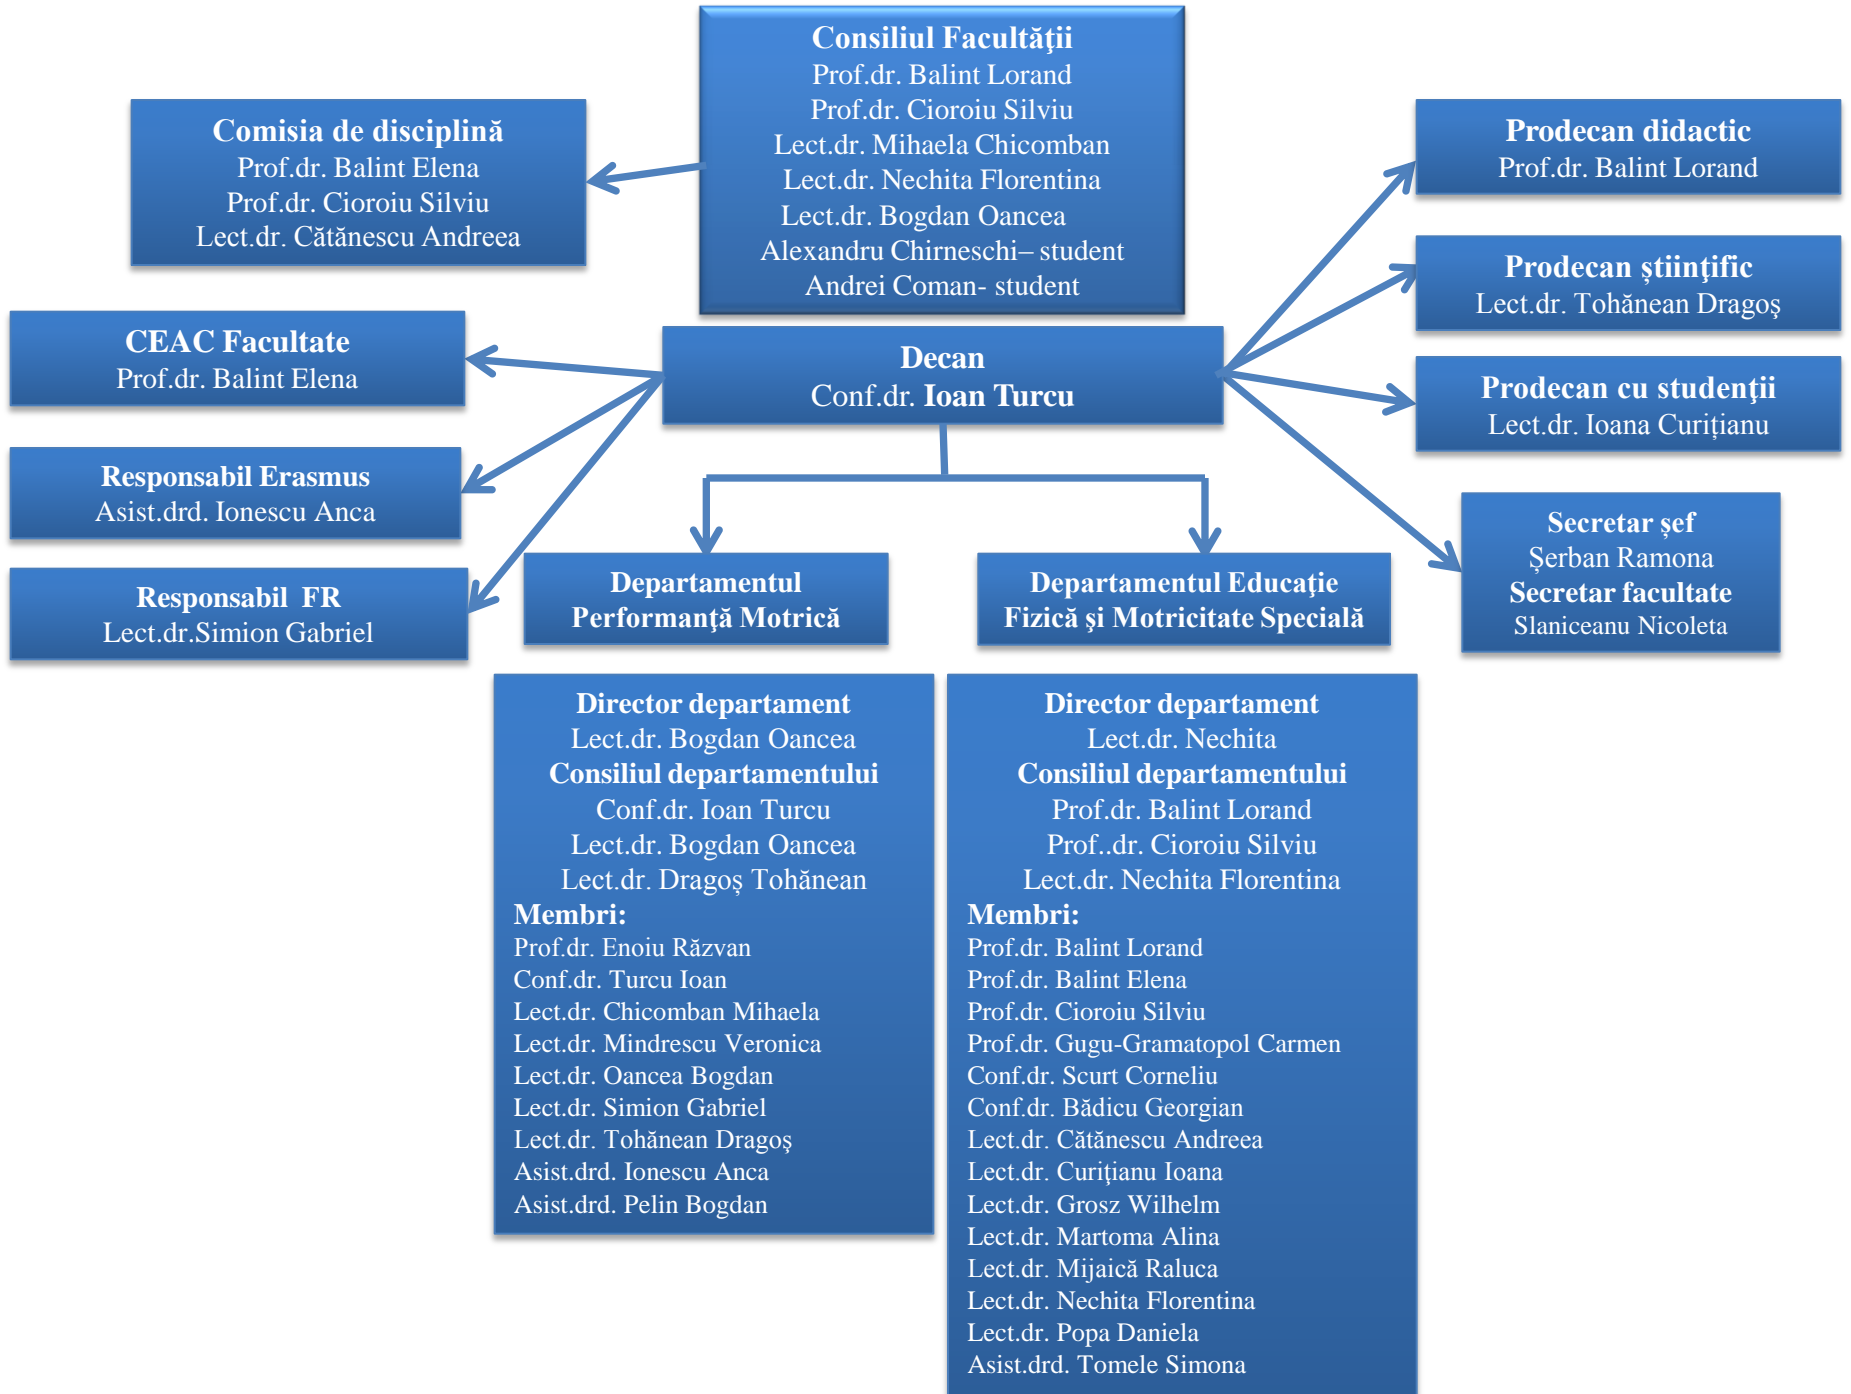 Consiliul Facultăţii
Prof.dr. Balint Lorand
Prof.dr. Cioroiu Silviu
Lect.dr. Mihaela Chicomban
Lect.dr. Nechita Florentina
Lect.dr. Bogdan Oancea
Alexandru Chirneschi– student
Andrei Coman- student
Comisia de disciplină
Prof.dr. Balint Elena
Prof.dr. Cioroiu Silviu
Lect.dr. Cătănescu Andreea
Prodecan didactic
Prof.dr. Balint Lorand
Prodecan științific
Lect.dr. Tohănean Dragoş
Prodecan cu studenţii
Lect.dr. Ioana Curițianu
CEAC Facultate
Prof.dr. Balint Elena
Decan
Conf.dr. Ioan Turcu
Responsabil Erasmus
Asist.drd. Ionescu Anca
Responsabil FR
Lect.dr.Simion Gabriel
Secretar șef
Șerban Ramona
Secretar facultate
Slaniceanu Nicoleta
Departamentul
Performanţă Motrică
Departamentul Educaţie
Fizică şi Motricitate Specială
Director departament
Lect.dr. Bogdan Oancea
Consiliul departamentului
Conf.dr. Ioan Turcu
Lect.dr. Bogdan Oancea
Lect.dr. Dragoș Tohănean
Membri:
Prof.dr. Enoiu Răzvan
Conf.dr. Turcu Ioan
Lect.dr. Chicomban Mihaela
Lect.dr. Mindrescu Veronica
Lect.dr. Oancea Bogdan
Lect.dr. Simion Gabriel
Lect.dr. Tohănean Dragoş
Asist.drd. Ionescu Anca
Asist.drd. Pelin Bogdan
Director departament
Lect.dr. Nechita
Consiliul departamentului
Prof.dr. Balint Lorand
Prof..dr. Cioroiu Silviu
Lect.dr. Nechita Florentina
Membri:
Prof.dr. Balint Lorand
Prof.dr. Balint Elena
Prof.dr. Cioroiu Silviu
Prof.dr. Gugu-Gramatopol Carmen
Conf.dr. Scurt Corneliu
Conf.dr. Bădicu Georgian
Lect.dr. Cătănescu Andreea
Lect.dr. Curiţianu Ioana
Lect.dr. Grosz Wilhelm
Lect.dr. Martoma Alina
Lect.dr. Mijaică Raluca
Lect.dr. Nechita Florentina
Lect.dr. Popa Daniela
Asist.drd. Tomele Simona